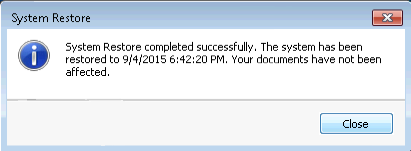 System Restore
System Restore completed successfully. The system has been
restored to 9/4/2015 6:42:20 PM. Your documents have not been
affected.
Close